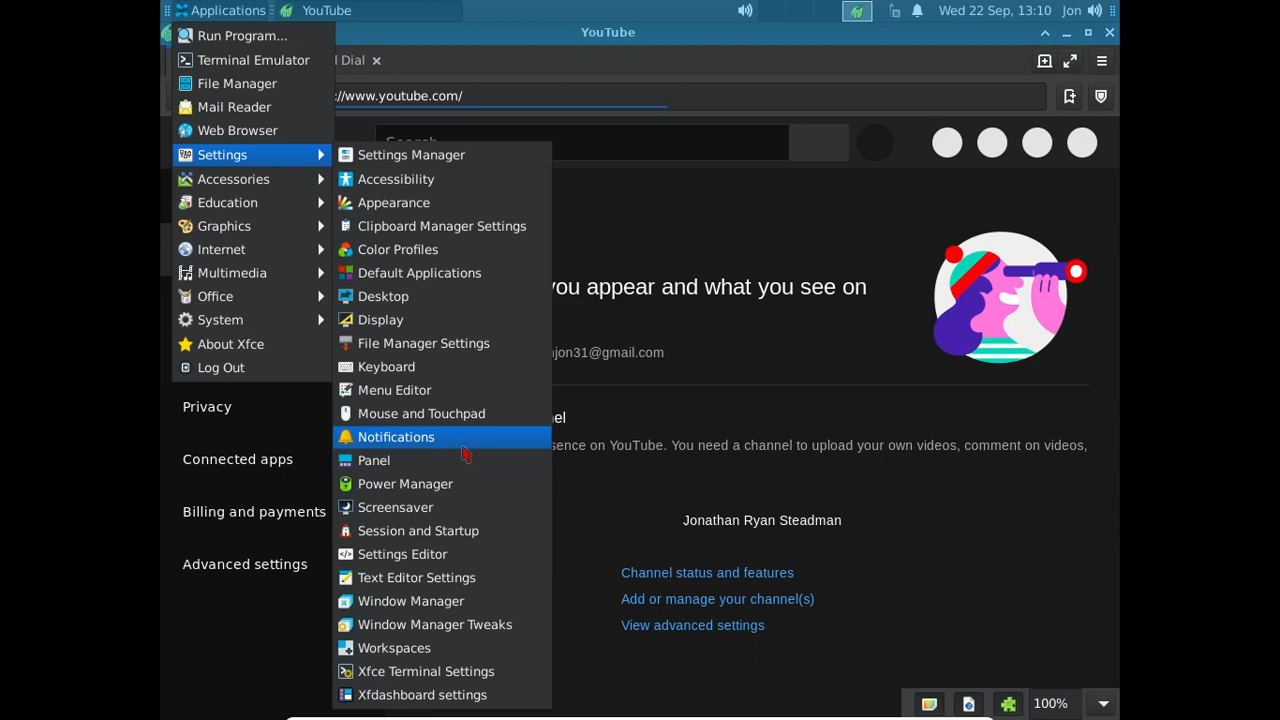 Applications
YouTube
Wed 22 Sep, 13:10
Jon
YouTube
Dial
://www.youtube.com/
Run Program...
Terminal Emulator
File Manager
Mail Reader
Web Browser
Settings
Accessories
Education
Graphics
Internet
Multimedia
Office
System
About Xfce
Log Out
Settings Manager
Accessibility
Appearance
Clipboard Manager Settings
Color Profiles
Default Applications
Desktop
Display
File Manager Settings
Keyboard
Menu Editor
Mouse and Touchpad
Notifications
Panel
Power Manager
Screensaver
Session and Startup
Settings Editor
Text Editor Settings
Window Manager
Window Manager Tweaks
Workspaces
Xfce Terminal Settings
Xfdashboard settings
Search
you appear and what you see on
njon31@gmail.com
nel
sence on YouTube. You need a channel to upload your own videos, comment on videos,
Jonathan Ryan Steadman
Channel status and features
Add or manage your channel(s)
View advanced settings
Privacy
Connected apps
Billing and payments
Advanced settings
100%